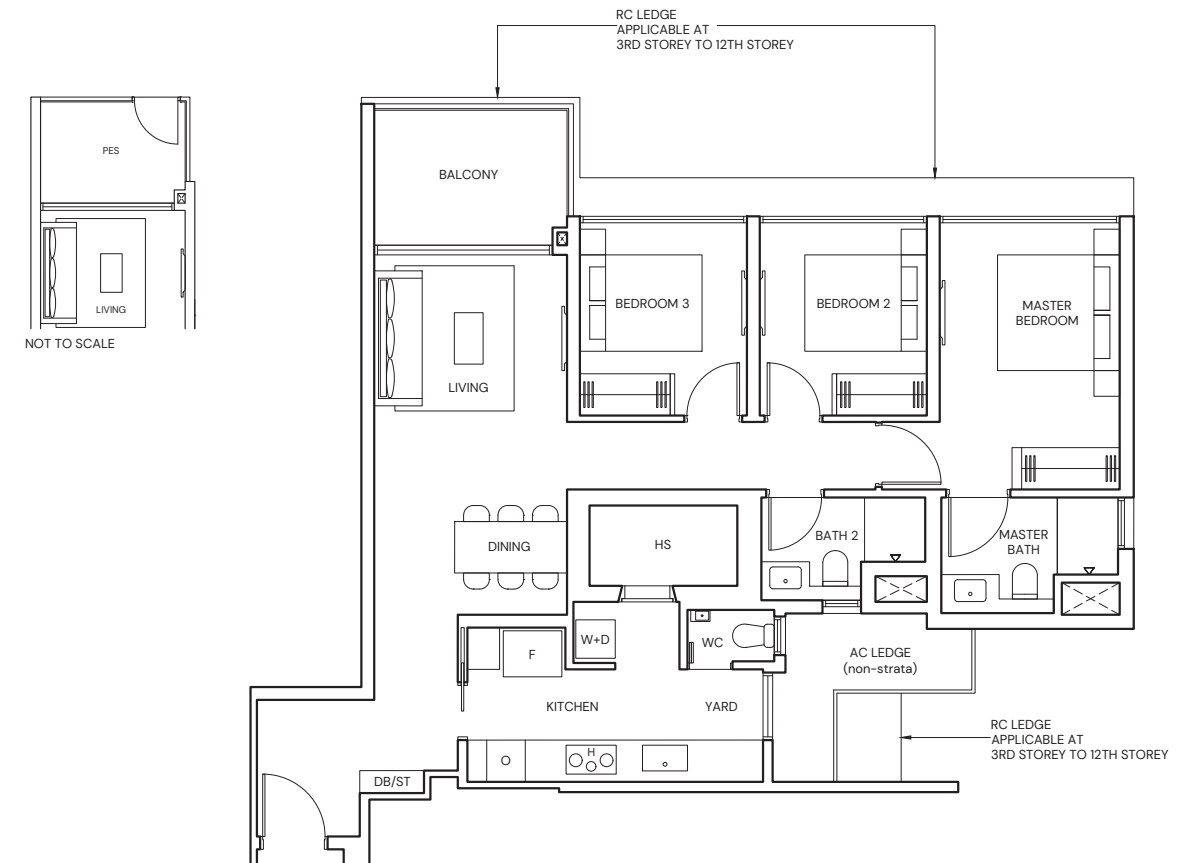 RC LEDGE
APPLICABLE AT
3RD STOREY TO 12TH STOREY
PES
LIVING
NOT TO SCALE
BALCONY
BEDROOM 3
BEDROOM 2
MASTER
BEDROOM
LIVING
DINING
HS
BATH 2
MASTER
BATH
W+D
WC
F
AC LEDGE
(non-strata)
KITCHEN
YARD
RC LEDGE
APPLICABLE AT
3RD STOREY TO 12TH STOREY
H
O
DB/ST